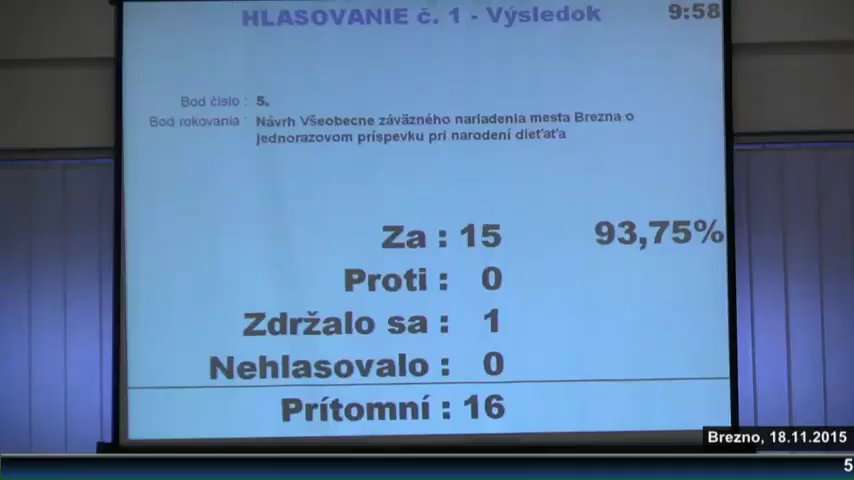 HLASOVANIE č. 1 - Výsledok 9:58
Bod číslo : 5.
Bod rokovania : Návrh Všeobecne záväzného nariadenia mesta Brezna o
jednorazovom príspevku pri narodení dieťaťa
Za : 15 93,75%
Proti : 0
Zdržalo sa : 1
Nehlasovalo : 0
Prítomní : 16
Brezno, 18.11.2015
5